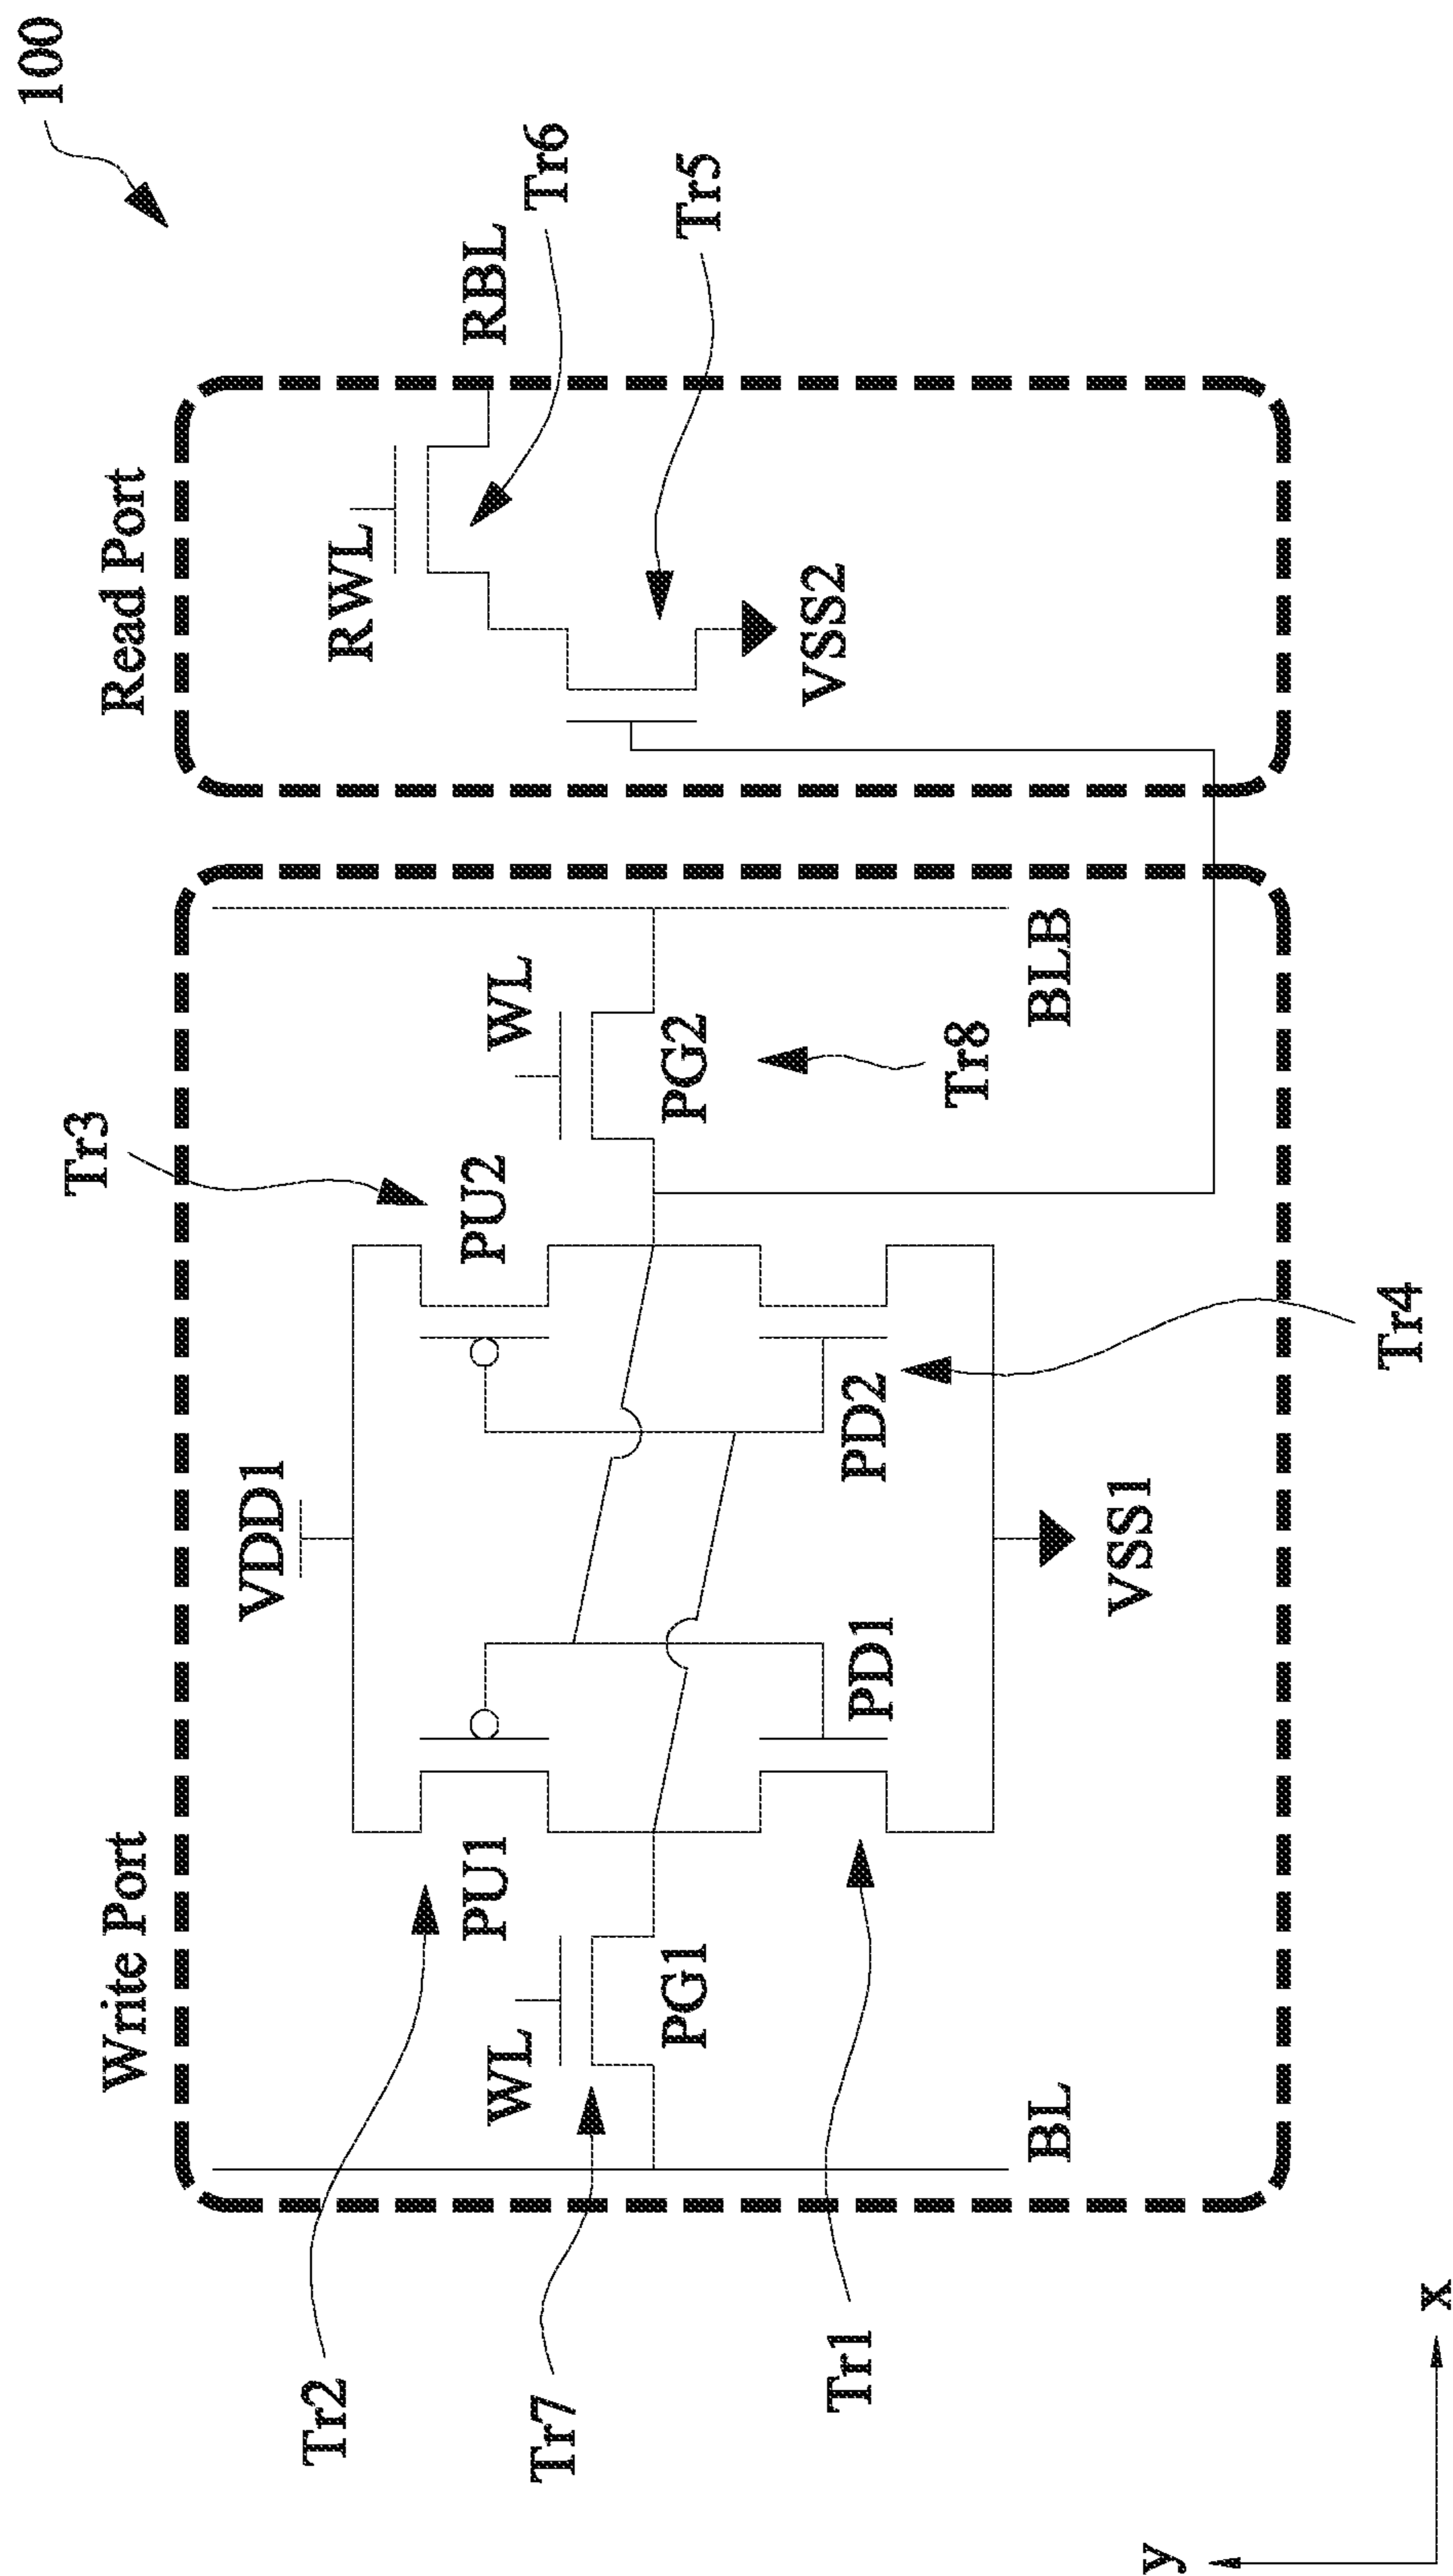 100
Write Port
Read Port
Tr3
VDD1
Tr2
RWL
RBL
Tr6
PU1
PU2
WL
WL
Tr7
PG1
PG2
Tr5
VSS2
Tr1
PD1
PD2
Tr8
BL
BLB
VSS1
Tr4
y
x